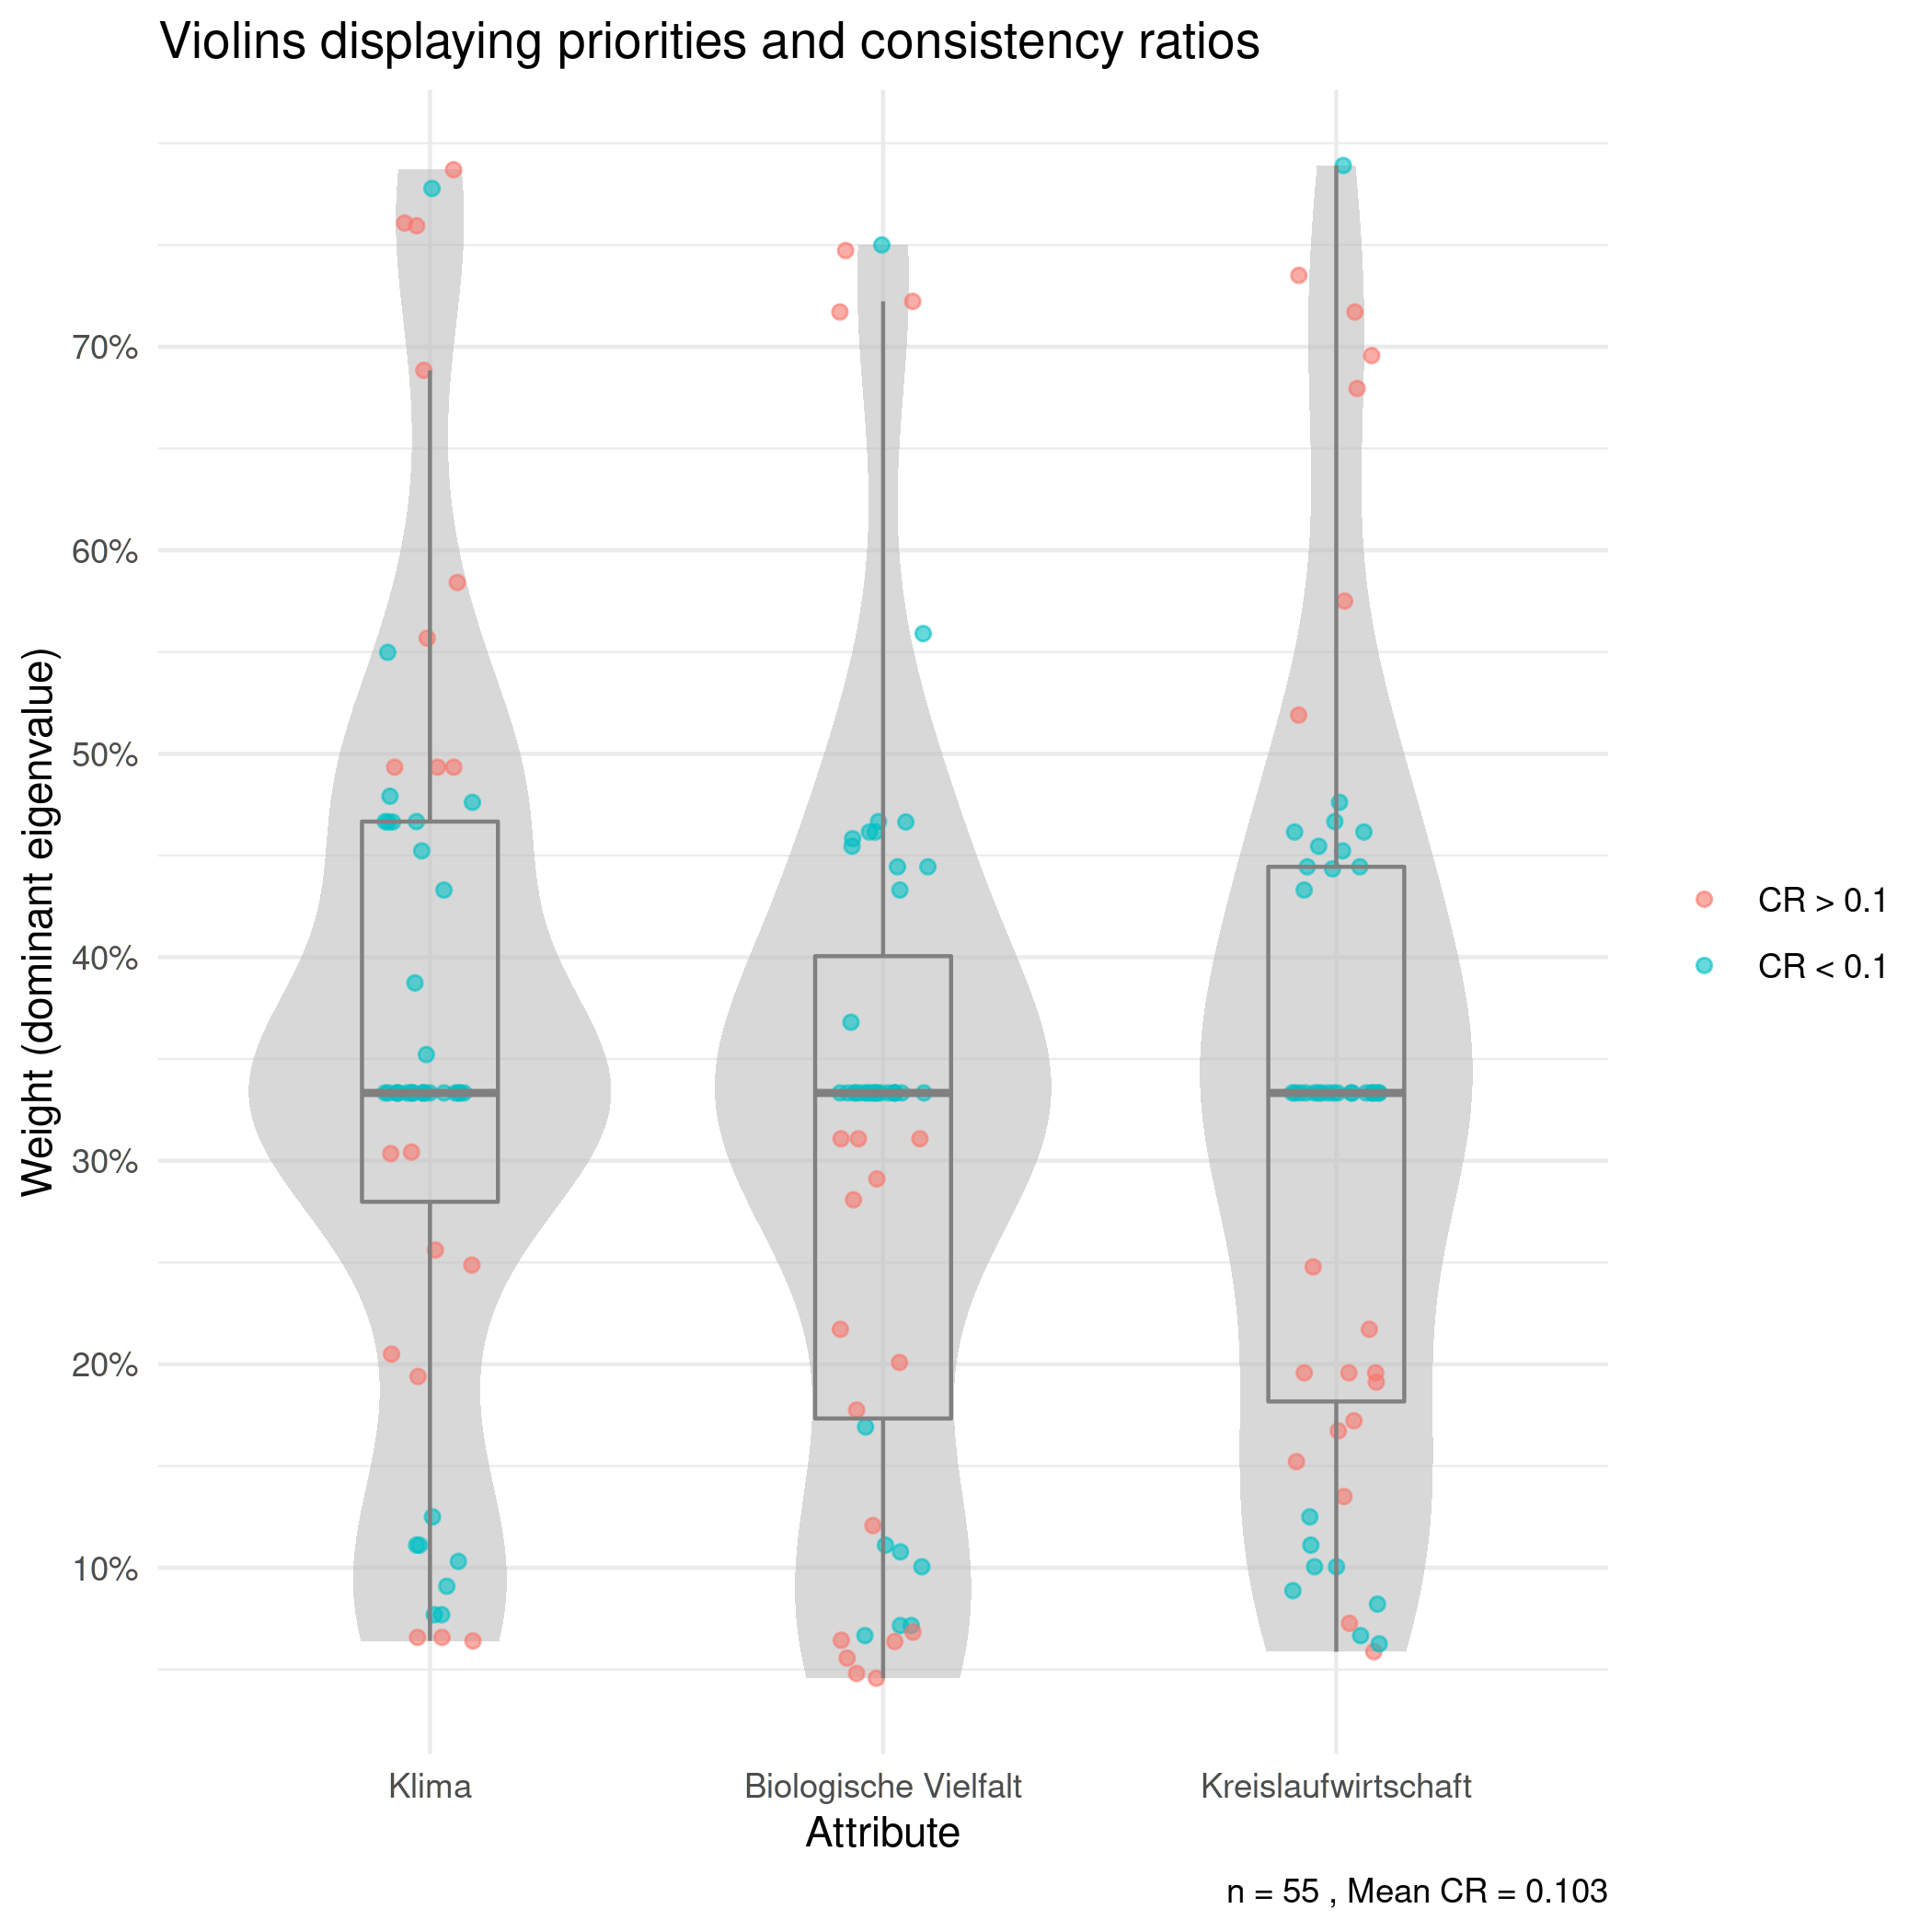 Violins displaying priorities and consistency ratios
Weight (dominant eigenvalue)
70%
60%
50%
40%
30%
20%
10%
CR > 0.1
CR < 0.1
Klima
Biologische Vielfalt
Kreislaufwirtschaft
Attribute
n = 55 , Mean CR = 0.103